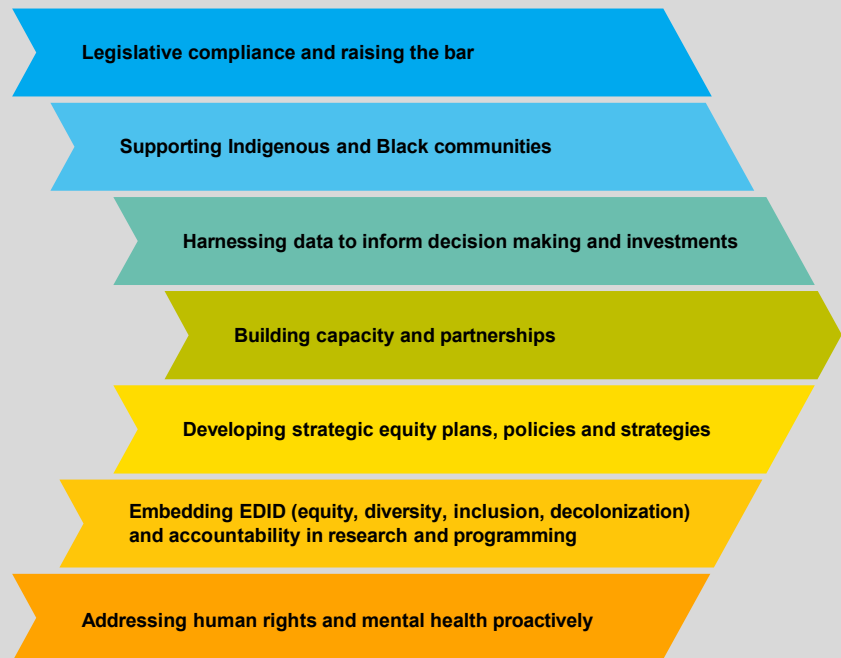 Legislative compliance and raising the bar
Supporting Indigenous and Black communities
Harnessing data to inform decision making and investments
Building capacity and partnerships
Developing strategic equity plans, policies and strategies
Embedding EDID (equity, diversity, inclusion, decolonization)
and accountability in research and programming
Addressing human rights and mental health proactively